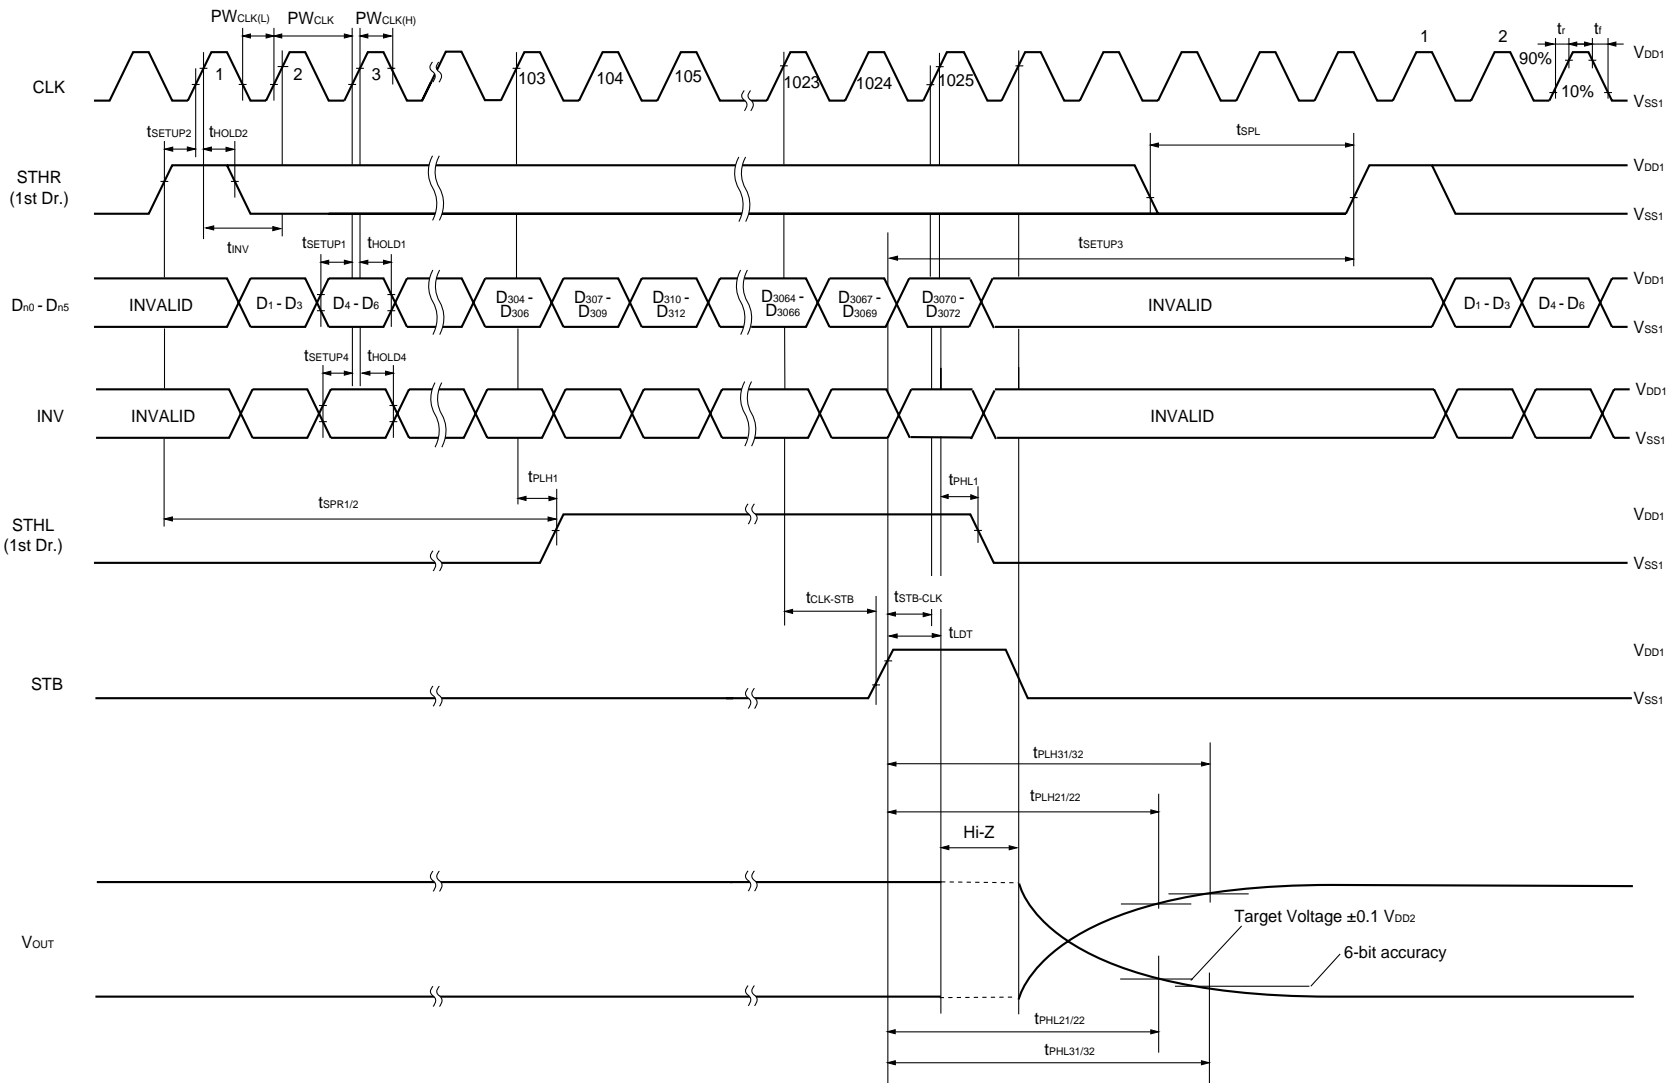 PWCLK(L) PWCLK PWCLK(H)
1 2 tr tf
90% VDD1
CLK 1 2 3 103 104 105 1023 1024 1025
10% VSS1
tSETUP2 tHOLD2 tSPL
STHR
(1st Dr.)
VDD1
VSS1
tINV tSETUP1 tHOLD1 tSETUP3
VDD1
Dn0 - Dn5 INVALID D1 - D3 D4 - D6 D304 - D306 D307 - D309 D310 - D312 D3064 - D3066 D3067 - D3069 D3070 - D3072 INVALID D1 - D3 D4 - D6
VSS1
tSETUP4 tHOLD4
VDD1
INV INVALID INVALID
VSS1
tPLH1 tPHL1
tSPR1/2
STHL
(1st Dr.)
VDD1
VSS1
tCLK-STB tSTB-CLK
tLDT
VDD1
STB
VSS1
tPLH31/32
tPLH21/22
Hi-Z
Target Voltage ±0.1 VDD2
VOUT
6-bit accuracy
tPHL21/22
tPHL31/32